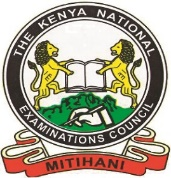 THE KENYA NATIONAL
EXAMINATIONS COUNCIL
MITIHANI